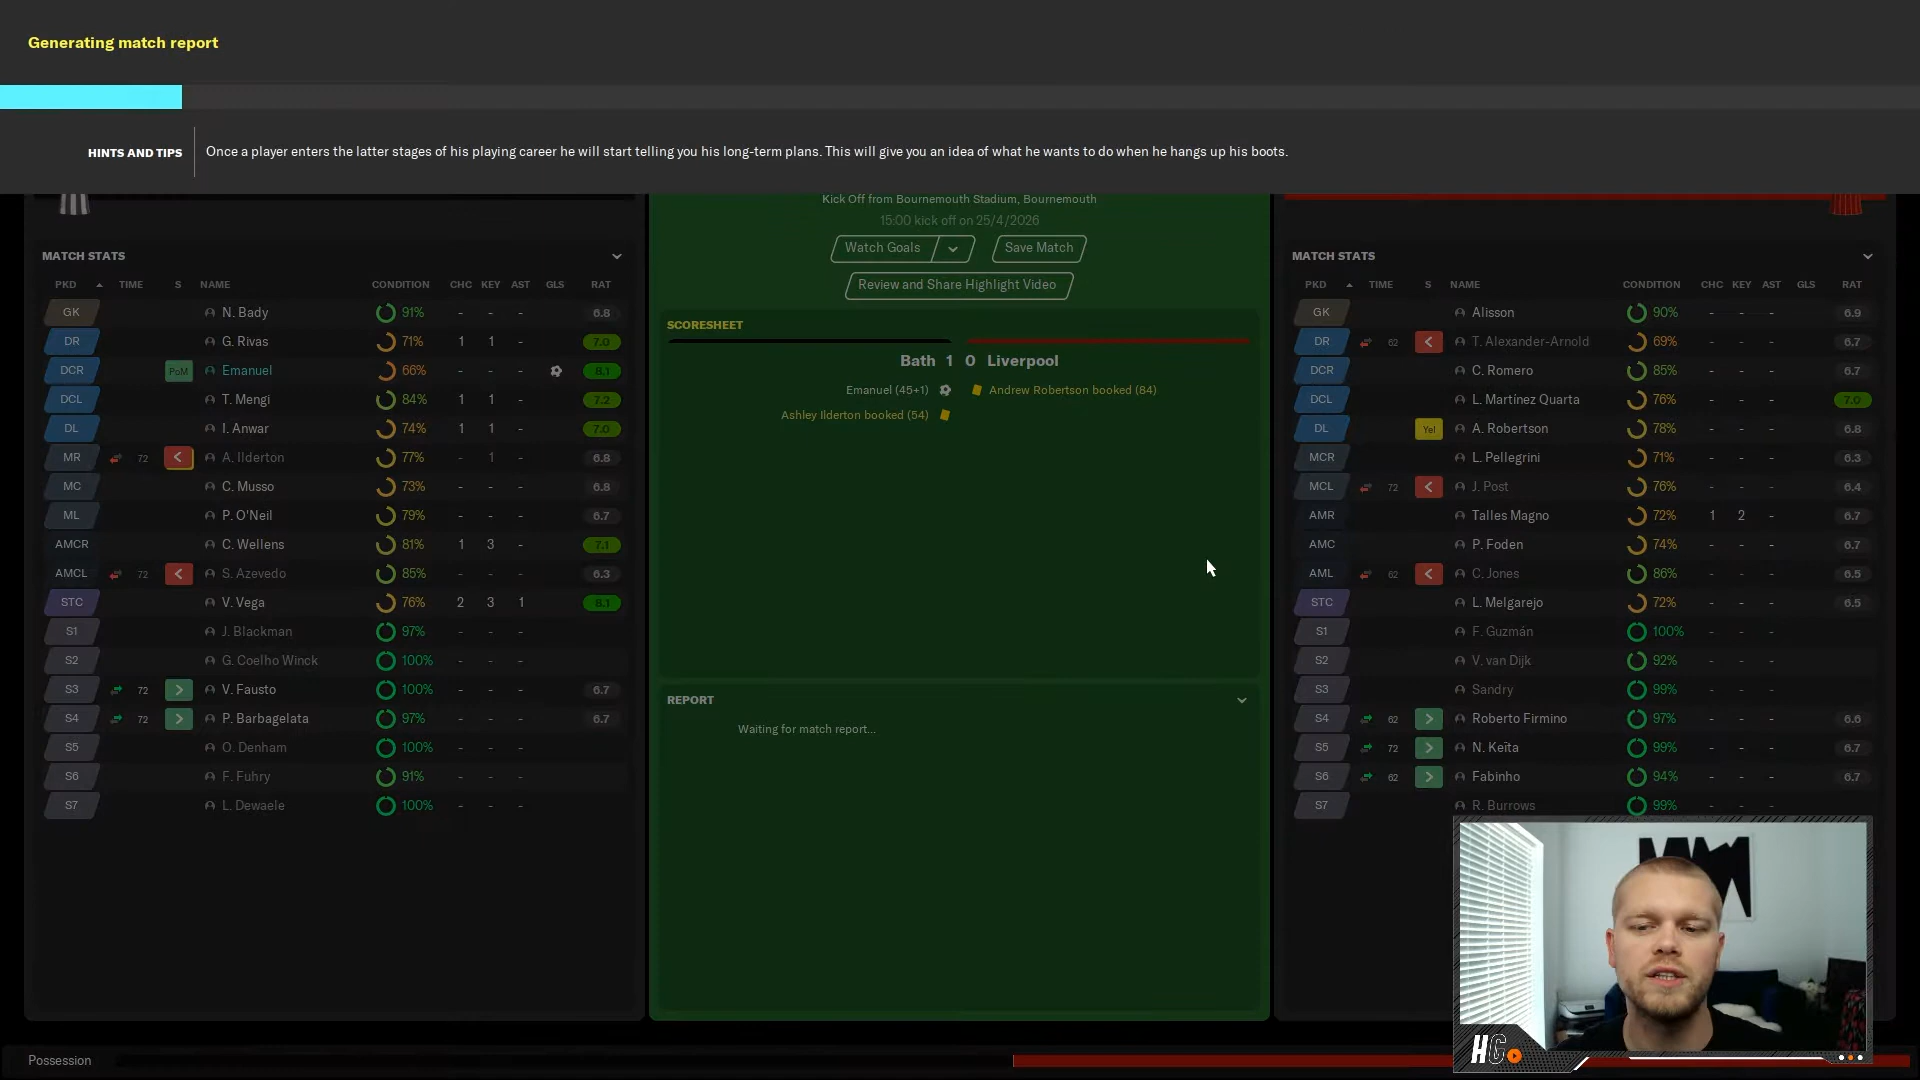 Generating match report
HINTS AND TIPS
Once a player enters the latter stages of his playing career he will start telling you his long-term plans. This will give you an idea of what he wants to do when he hangs up his boots.
Kick Off from Bournemouth Stadium, Bournemouth
15:00 kick off on 25/4/2026
Watch Goals
Save Match
Review and Share Highlight Video
MATCH STATS
PKD TIME S NAME CONDITION CHC KEY AST GLS RAT
GK N. Bady 91% - - - 6.8
DR G. Rivas 71% 1 1 - 7.0
DCR PoM Emanuel 66% - - - 8.1
DCL T. Mengi 84% 1 1 - 7.2
DL I. Anwar 74% 1 1 - 7.0
MR 72 A. Ilderton 77% - 1 - 6.8
MC C. Musso 73% - - - 6.8
ML P. O'Neil 79% - - - 6.7
AMCR C. Wellens 81% 1 3 - 7.1
AMCL 72 S. Azevedo 85% - - - 6.3
STC V. Vega 76% 2 3 1 8.1
S1 J. Blackman 97% - - -
S2 G. Coelho Winck 100% - - -
S3 72 V. Fausto 100% - - - 6.7
S4 72 P. Barbagelata 97% - - - 6.7
S5 O. Denham 100% - - -
S6 F. Fuhry 91% - - -
S7 L. Dewaele 100% - - -
SCORESHEET
Bath 1 0 Liverpool
Emanuel (45+1) Andrew Robertson booked (84)
Ashley Ilderton booked (54)
REPORT
Waiting for match report...
MATCH STATS
PKD TIME S NAME CONDITION CHC KEY AST GLS RAT
GK Alisson 90% - - - 6.9
DR 62 T. Alexander-Arnold 69% - - - 6.7
DCR C. Romero 85% - - - 6.7
DCL L. Martínez Quarta 76% - - - 7.0
DL Yel A. Robertson 78% - - - 6.8
MCR L. Pellegrini 71% - - - 6.3
MCL 72 J. Post 76% - - - 6.4
AMR Talles Magno 72% 1 2 - 6.7
AMC P. Foden 74% - - - 6.7
AML 62 C. Jones 86% - - - 6.5
STC L. Melgarejo 72% - - - 6.5
S1 F. Guzmán 100% - - -
S2 V. van Dijk 92% - - -
S3 Sandry 99% - - -
S4 62 Roberto Firmino 97% - - - 6.6
S5 72 N. Keïta 99% - - - 6.7
S6 62 Fabinho 94% - - - 6.7
S7 R. Burrows 99% - - -
HG
Possession